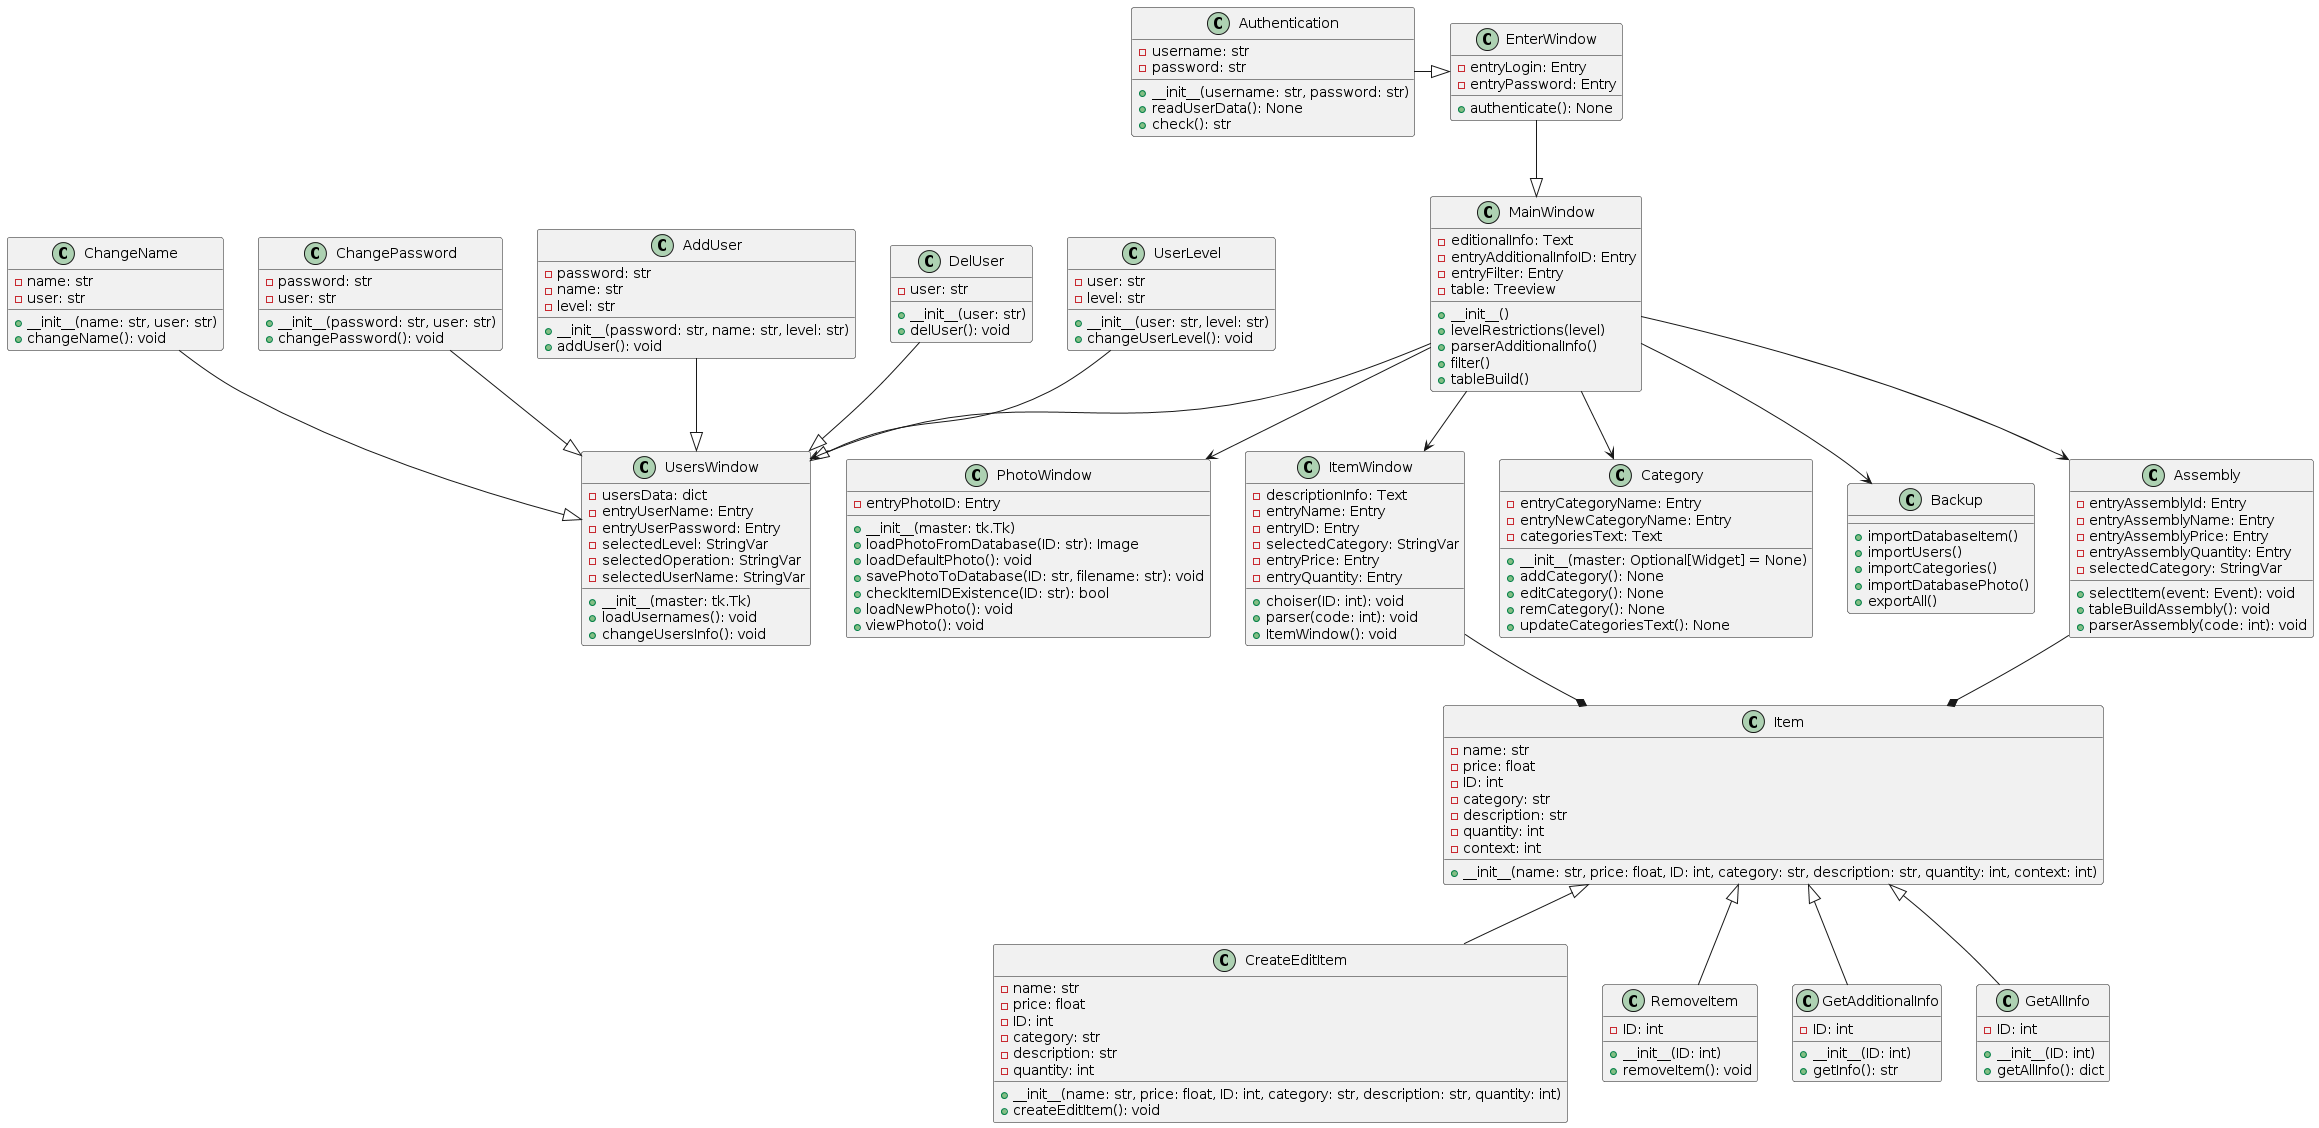 C Authentication
username: str
password: str
__init__(username: str, password: str)
readUserData(): None
check(): str
C EnterWindow
entryLogin: Entry
entryPassword: Entry
authenticate(): None
C ChangeName
name: str
user: str
__init__(name: str, user: str)
changeName(): void
C ChangePassword
password: str
user: str
__init__(password: str, user: str)
changePassword(): void
C AddUser
password: str
name: str
level: str
__init__(password: str, name: str, level: str)
addUser(): void
C DelUser
user: str
__init__(user: str)
delUser(): void
C UserLevel
user: str
level: str
__init__(user: str, level: str)
changeUserLevel(): void
C MainWindow
editionalInfo: Text
entryAdditionalInfoID: Entry
entryFilter: Entry
table: Treeview
__init__()
levelRestrictions(level)
parserAdditionalInfo()
filter()
tableBuild()
C UsersWindow
usersData: dict
entryUserName: Entry
entryUserPassword: Entry
selectedLevel: StringVar
selectedOperation: StringVar
selectedUserName: StringVar
__init__(master: tk.Tk)
loadUsernames(): void
changeUsersInfo(): void
C PhotoWindow
entryPhotoID: Entry
__init__(master: tk.Tk)
loadPhotoFromDatabase(ID: str): Image
loadDefaultPhoto(): void
savePhotoToDatabase(ID: str, filename: str): void
checkItemIDExistence(ID: str): bool
loadNewPhoto(): void
viewPhoto(): void
C ItemWindow
descriptionInfo: Text
entryName: Entry
entryID: Entry
selectedCategory: StringVar
entryPrice: Entry
entryQuantity: Entry
choiser(ID: int): void
parser(code: int): void
ItemWindow(): void
C Category
entryCategoryName: Entry
entryNewCategoryName: Entry
categoriesText: Text
__init__(master: Optional[Widget] = None)
addCategory(): None
editCategory(): None
remCategory(): None
updateCategoriesText(): None
C Backup
importDatabaseItem()
importUsers()
importCategories()
importDatabasePhoto()
exportAll()
C Assembly
entryAssemblyId: Entry
entryAssemblyName: Entry
entryAssemblyPrice: Entry
entryAssemblyQuantity: Entry
selectedCategory: StringVar
selectItem(event: Event): void
tableBuildAssembly(): void
parserAssembly(code: int): void
C Item
name: str
price: float
ID: int
category: str
description: str
quantity: int
context: int
__init__(name: str, price: float, ID: int, category: str, description: str, quantity: int, context: int)
C CreateEditItem
name: str
price: float
ID: int
category: str
description: str
quantity: int
__init__(name: str, price: float, ID: int, category: str, description: str, quantity: int)
createEditItem(): void
C RemoveItem
ID: int
__init__(ID: int)
removeItem(): void
C GetAdditionalInfo
ID: int
__init__(ID: int)
getInfo(): str
C GetAllInfo
ID: int
__init__(ID: int)
getAllInfo(): dict